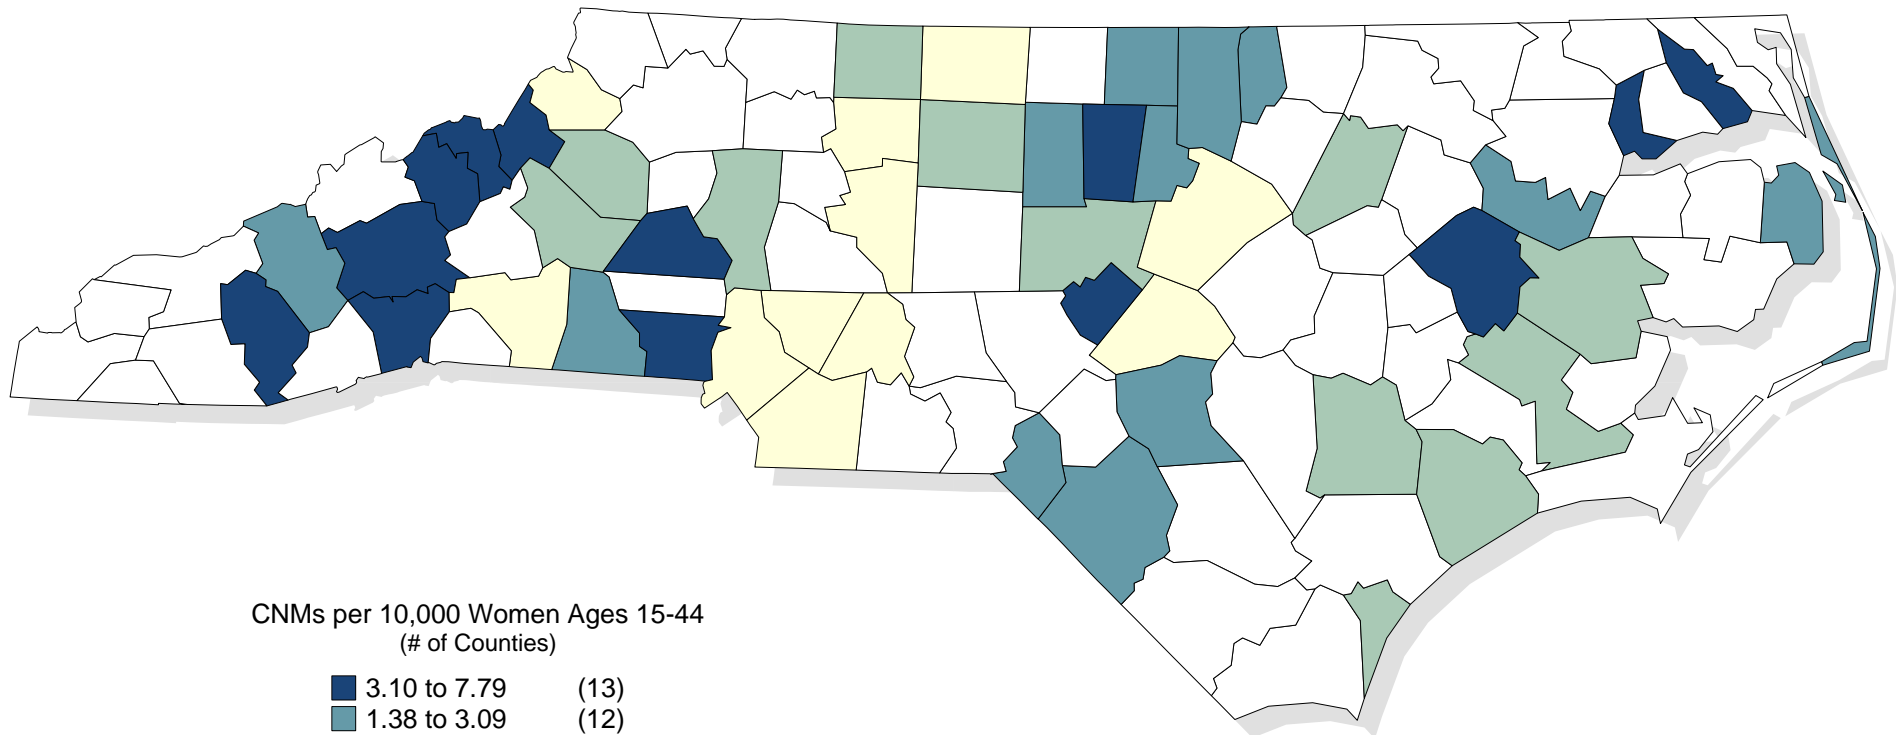 CNMs per 10,000 Women Ages 15-44
(# of Counties)
3.10 to 7.79 (13)
1.38 to 3.09 (12)